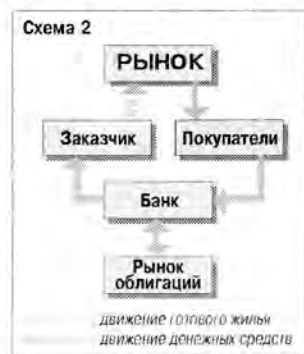 Схема 2
РЫНОК
Заказчик
Покупатели
Банк
Рынок
облигаций
движение готового жилья
движение денежных средств